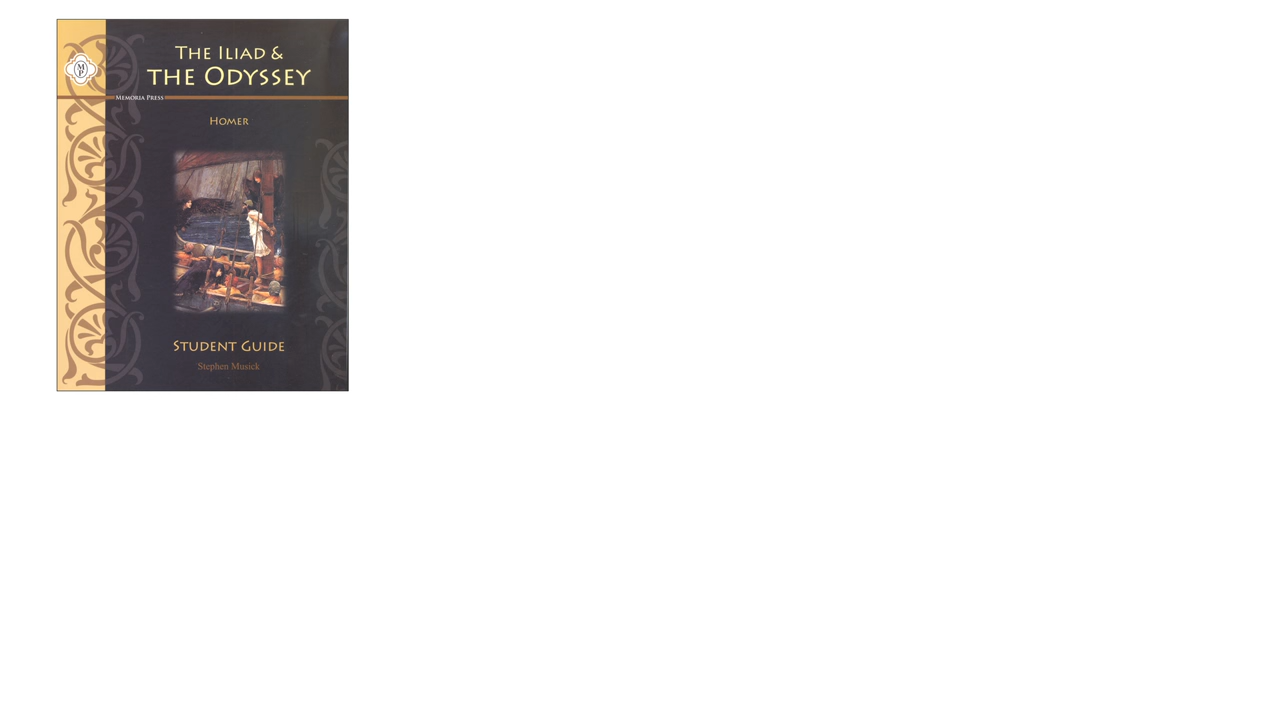 The Iliad &
the Odyssey
M
P
Memoria Press
Homer
Student Guide
Stephen Musick